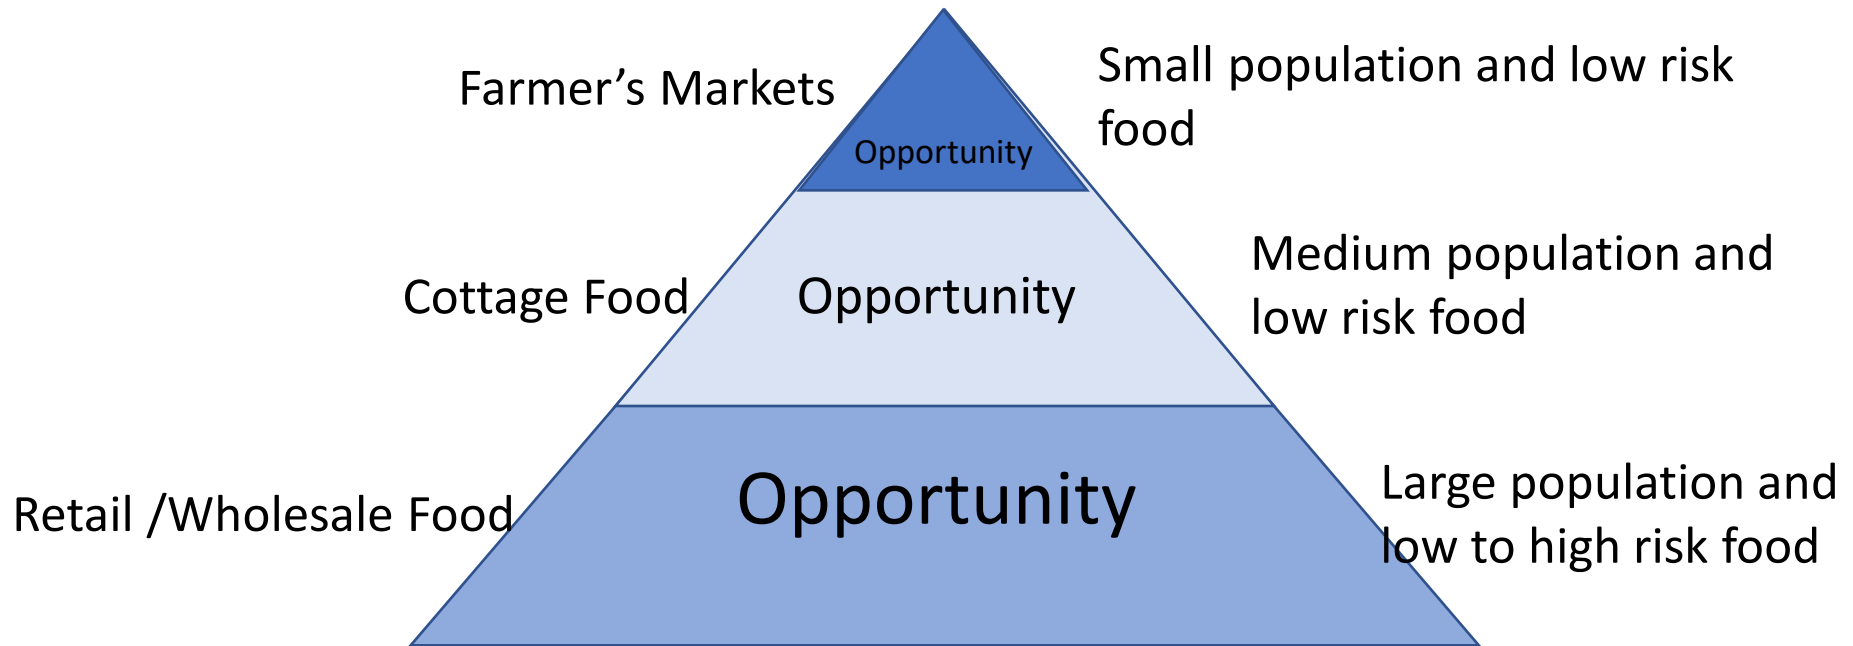 Farmer’s Markets
Opportunity
Small population and low risk
food
Cottage Food
Opportunity
Medium population and
low risk food
Retail /Wholesale Food
Opportunity
Large population and
low to high risk food